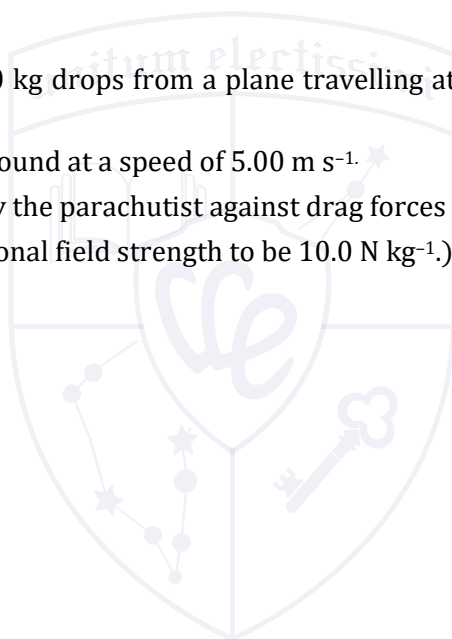 0 kg drops from a plane travelling at
ound at a speed of 5.00 m s⁻¹.
y the parachutist against drag forces
onal field strength to be 10.0 N kg⁻¹.)